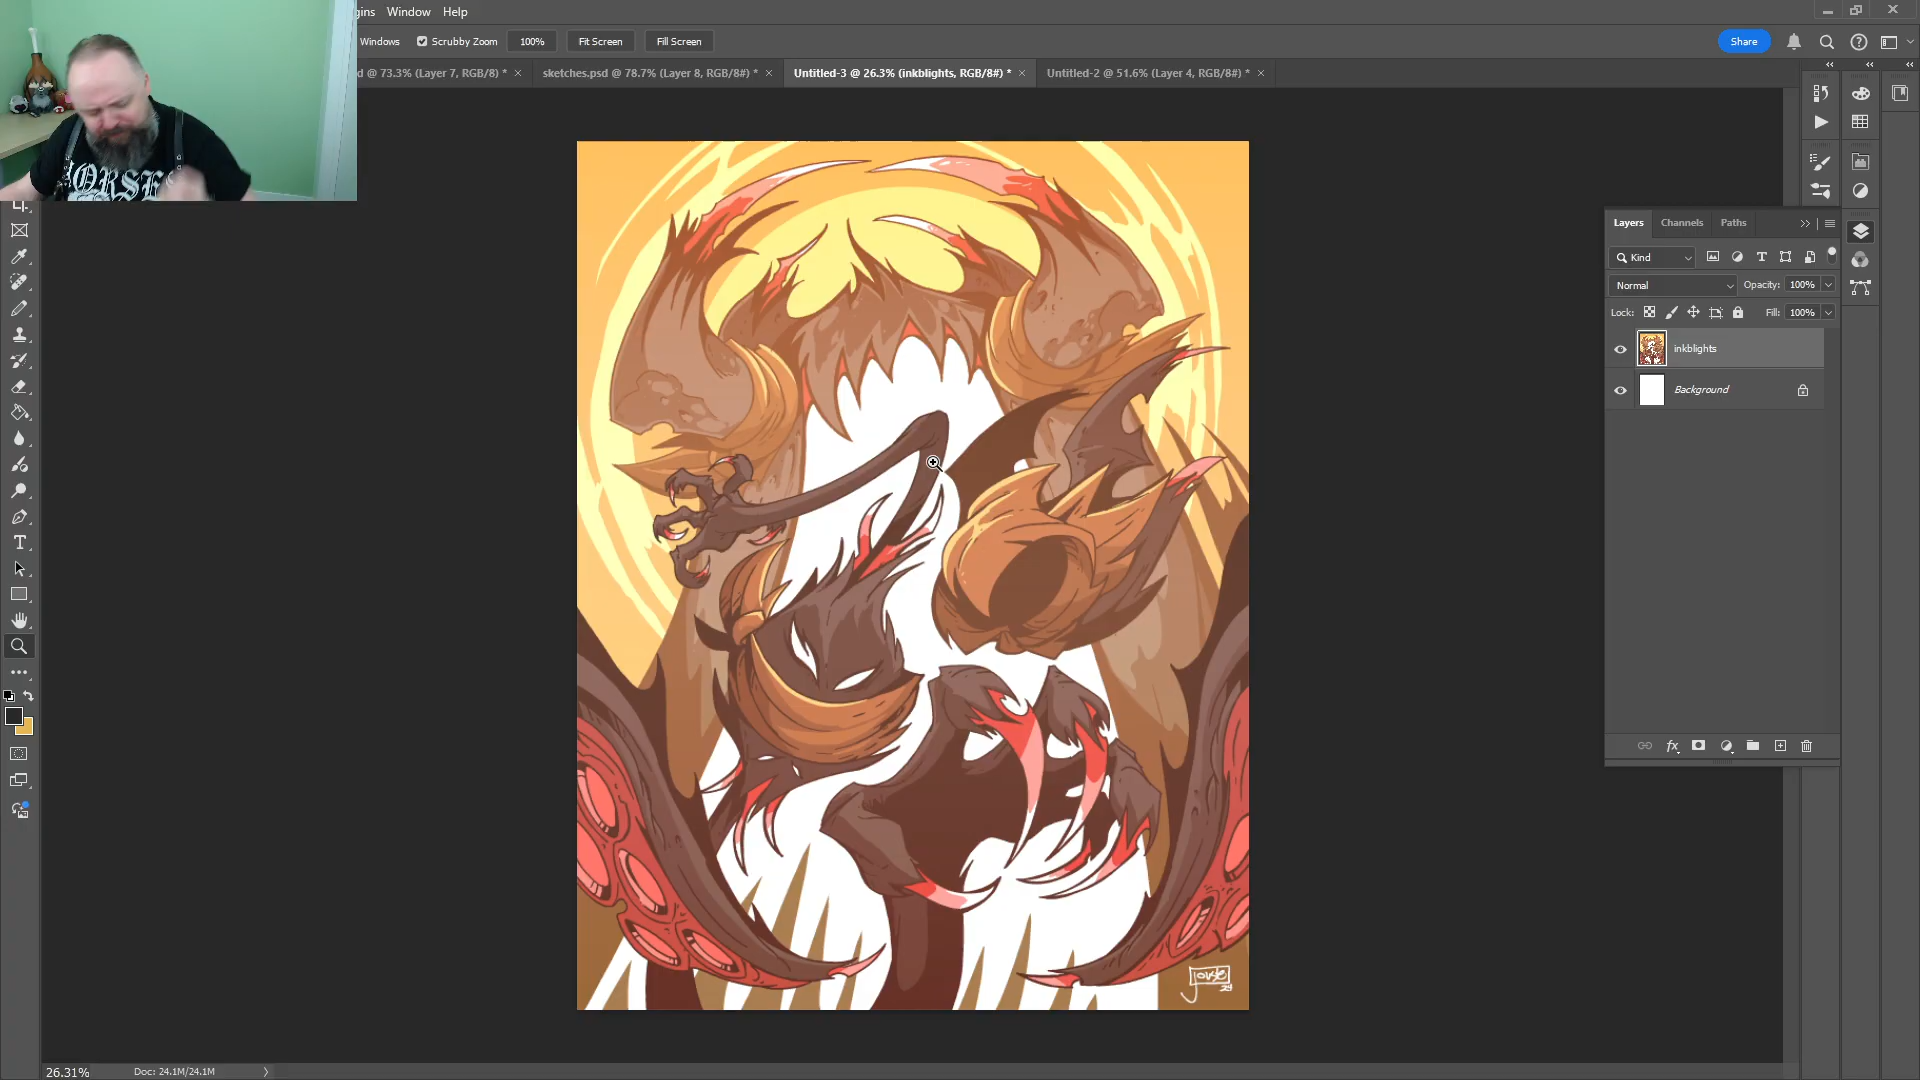 gins Window Help
Windows Scrubby Zoom 100% Fit Screen Fill Screen Share
d @ 73.3% (Layer 7, RGB/8) * × sketches.psd @ 78.7% (Layer 8, RGB/8#) * × Untitled-3 @ 26.3% (inkblights, RGB/8#) * × Untitled-2 @ 51.6% (Layer 4, RGB/8#) * ×
Layers Channels Paths
Kind
Normal Opacity: 100%
Lock: Fill: 100%
inkblights
Background
26.31% Doc: 24.1M/24.1M